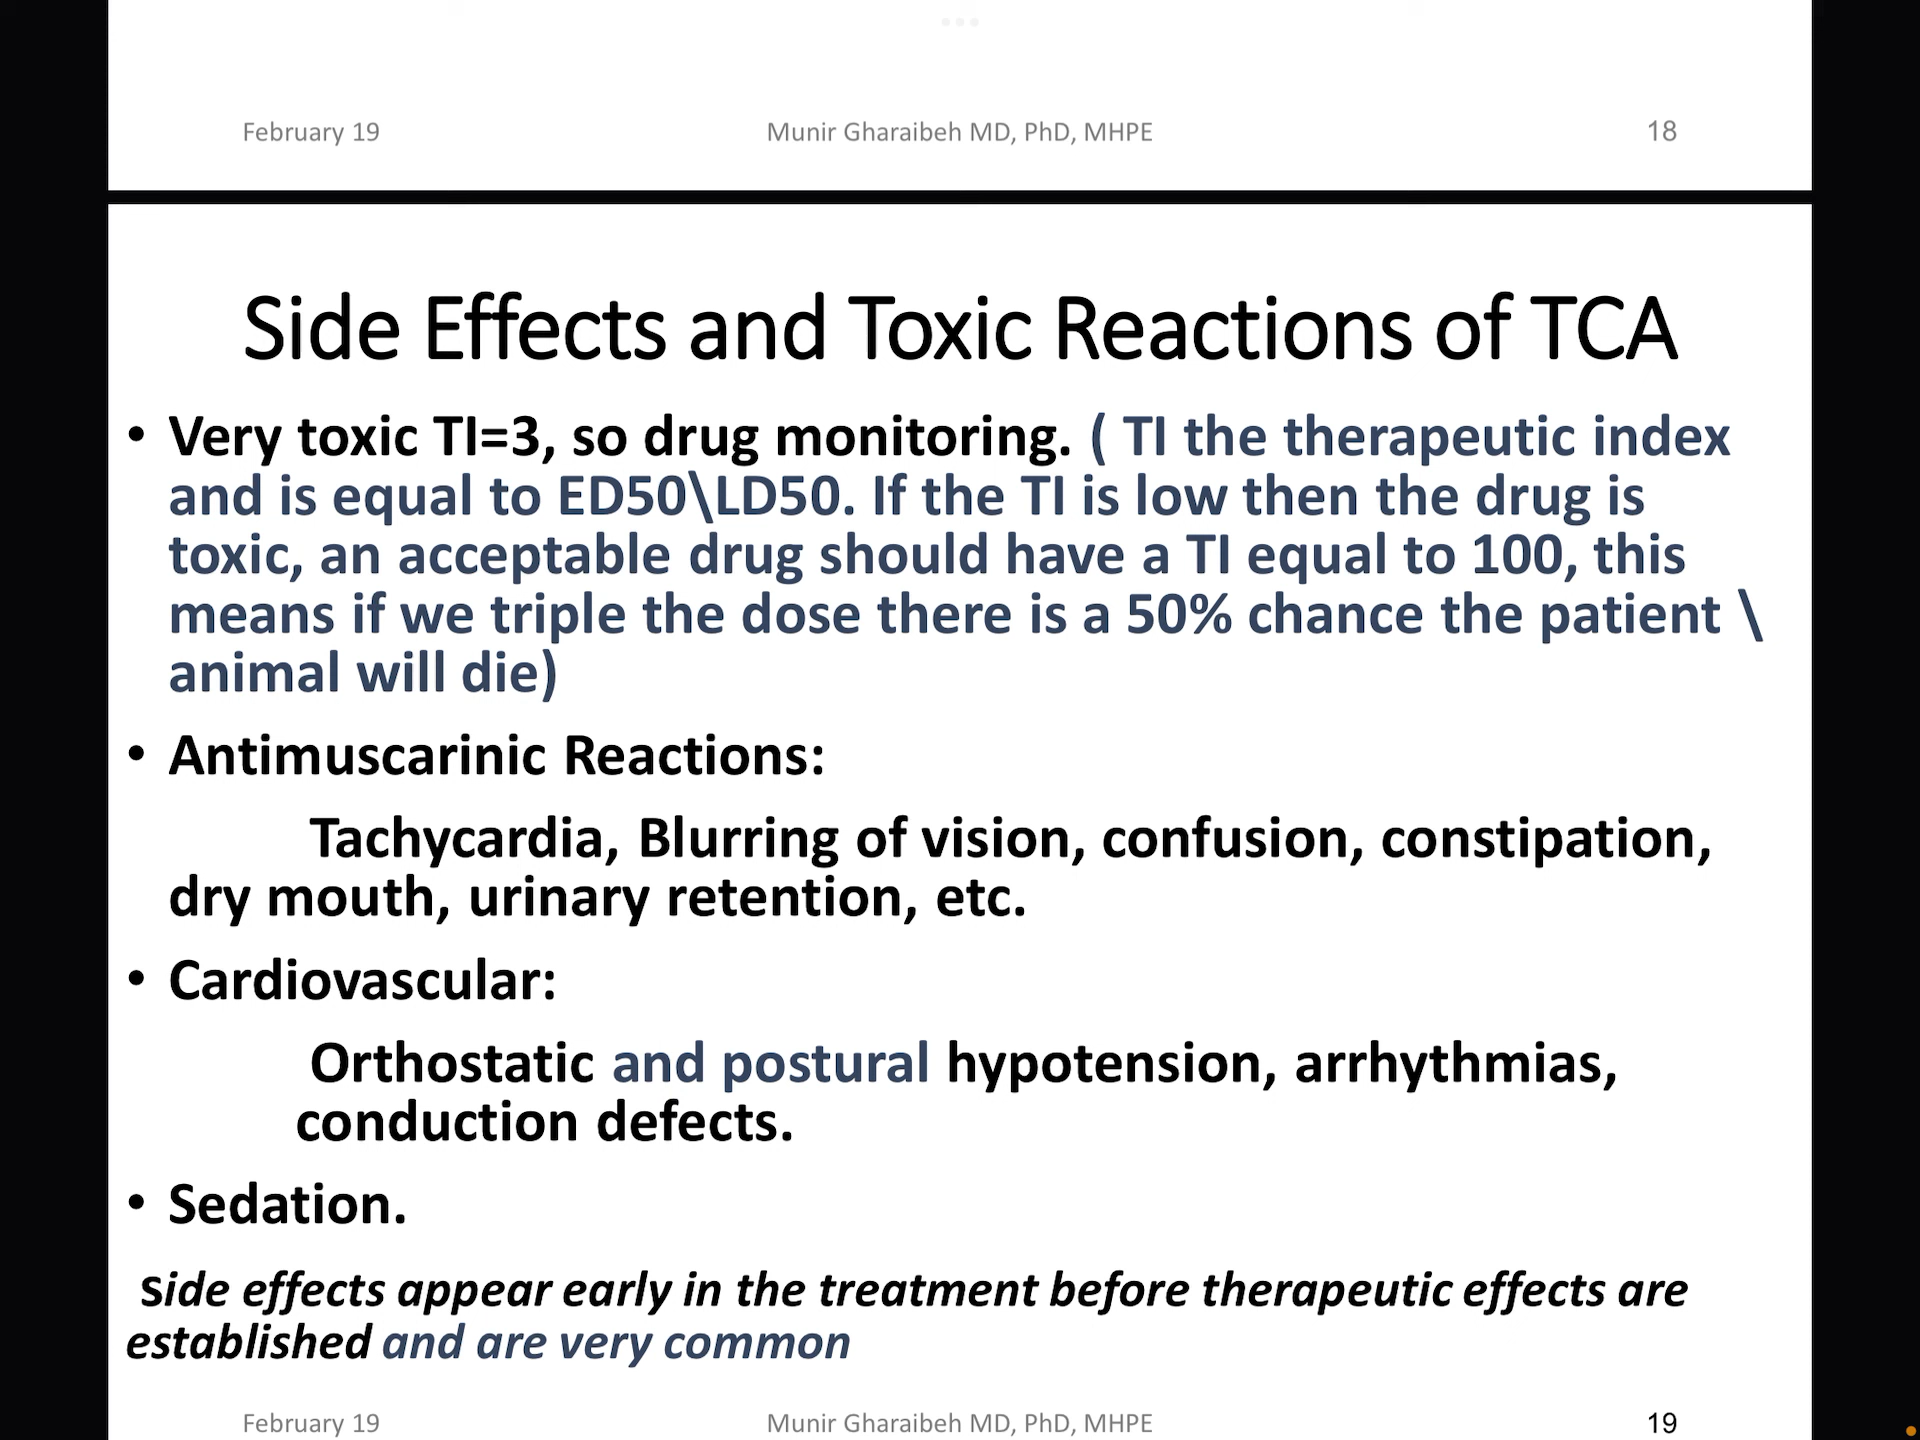 February 19 Munir Gharaibeh MD, PhD, MHPE 18
Side Effects and Toxic Reactions of TCA
• Very toxic TI=3, so drug monitoring. ( TI the therapeutic index
and is equal to ED50\LD50. If the TI is low then the drug is
toxic, an acceptable drug should have a TI equal to 100, this
means if we triple the dose there is a 50% chance the patient \
animal will die)
• Antimuscarinic Reactions:
Tachycardia, Blurring of vision, confusion, constipation,
dry mouth, urinary retention, etc.
• Cardiovascular:
Orthostatic and postural hypotension, arrhythmias,
conduction defects.
• Sedation.
Side effects appear early in the treatment before therapeutic effects are
established and are very common
February 19 Munir Gharaibeh MD, PhD, MHPE 19